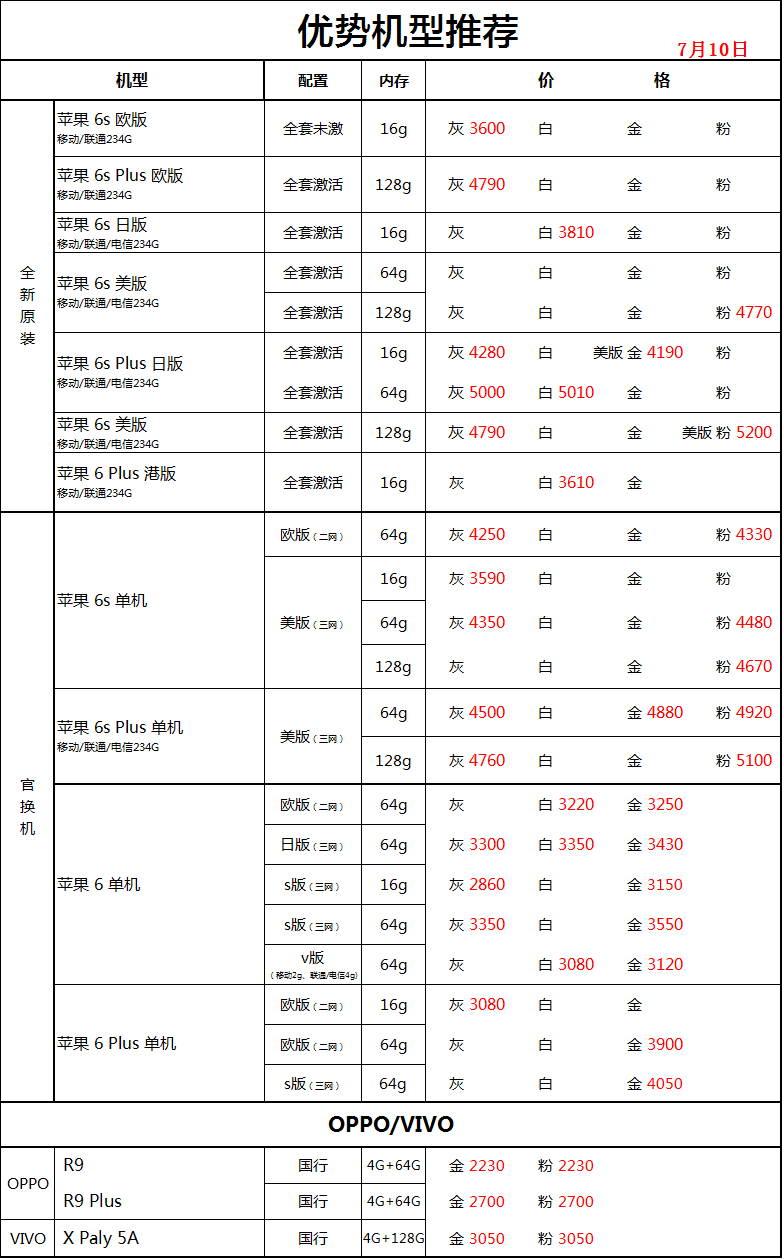 优势机型推荐
7月10日
机型 配置 内存 价 格
全新原装
苹果 6s 欧版
移动/联通234G
全套未激 16g 灰 3600 白 金 粉
苹果 6s Plus 欧版
移动/联通234G
全套激活 128g 灰 4790 白 金 粉
苹果 6s 日版
移动/联通/电信234G
全套激活 16g 灰 白 3810 金 粉
苹果 6s 美版
移动/联通/电信234G
全套激活 64g 灰 白 金 粉
全套激活 128g 灰 白 金 粉 4770
苹果 6s Plus 日版
移动/联通/电信234G
全套激活 16g 灰 4280 白 美版 金 4190 粉
全套激活 64g 灰 5000 白 5010 金 粉
苹果 6s 美版
移动/联通/电信234G
全套激活 128g 灰 4790 白 金 美版 粉 5200
苹果 6 Plus 港版
移动/联通234G
全套激活 16g 灰 白 3610 金
官换机
苹果 6s 单机
欧版（二网） 64g 灰 4250 白 金 粉 4330
美版（三网）
16g 灰 3590 白 金 粉
64g 灰 4350 白 金 粉 4480
128g 灰 白 金 粉 4670
苹果 6s Plus 单机
移动/联通/电信234G
美版（三网）
64g 灰 4500 白 金 4880 粉 4920
128g 灰 4760 白 金 粉 5100
苹果 6 单机
欧版（二网） 64g 灰 白 3220 金 3250
日版（三网） 64g 灰 3300 白 3350 金 3430
s版（三网） 16g 灰 2860 白 金 3150
s版（三网） 64g 灰 3350 白 金 3550
v版
（移动2g、联通/电信4g） 64g 灰 白 3080 金 3120
苹果 6 Plus 单机
欧版（二网） 16g 灰 3080 白 金
欧版（二网） 64g 灰 白 金 3900
s版（三网） 64g 灰 白 金 4050
OPPO/VIVO
OPPO
R9 国行 4G+64G 金 2230 粉 2230
R9 Plus 国行 4G+64G 金 2700 粉 2700
VIVO X Paly 5A 国行 4G+128G 金 3050 粉 3050